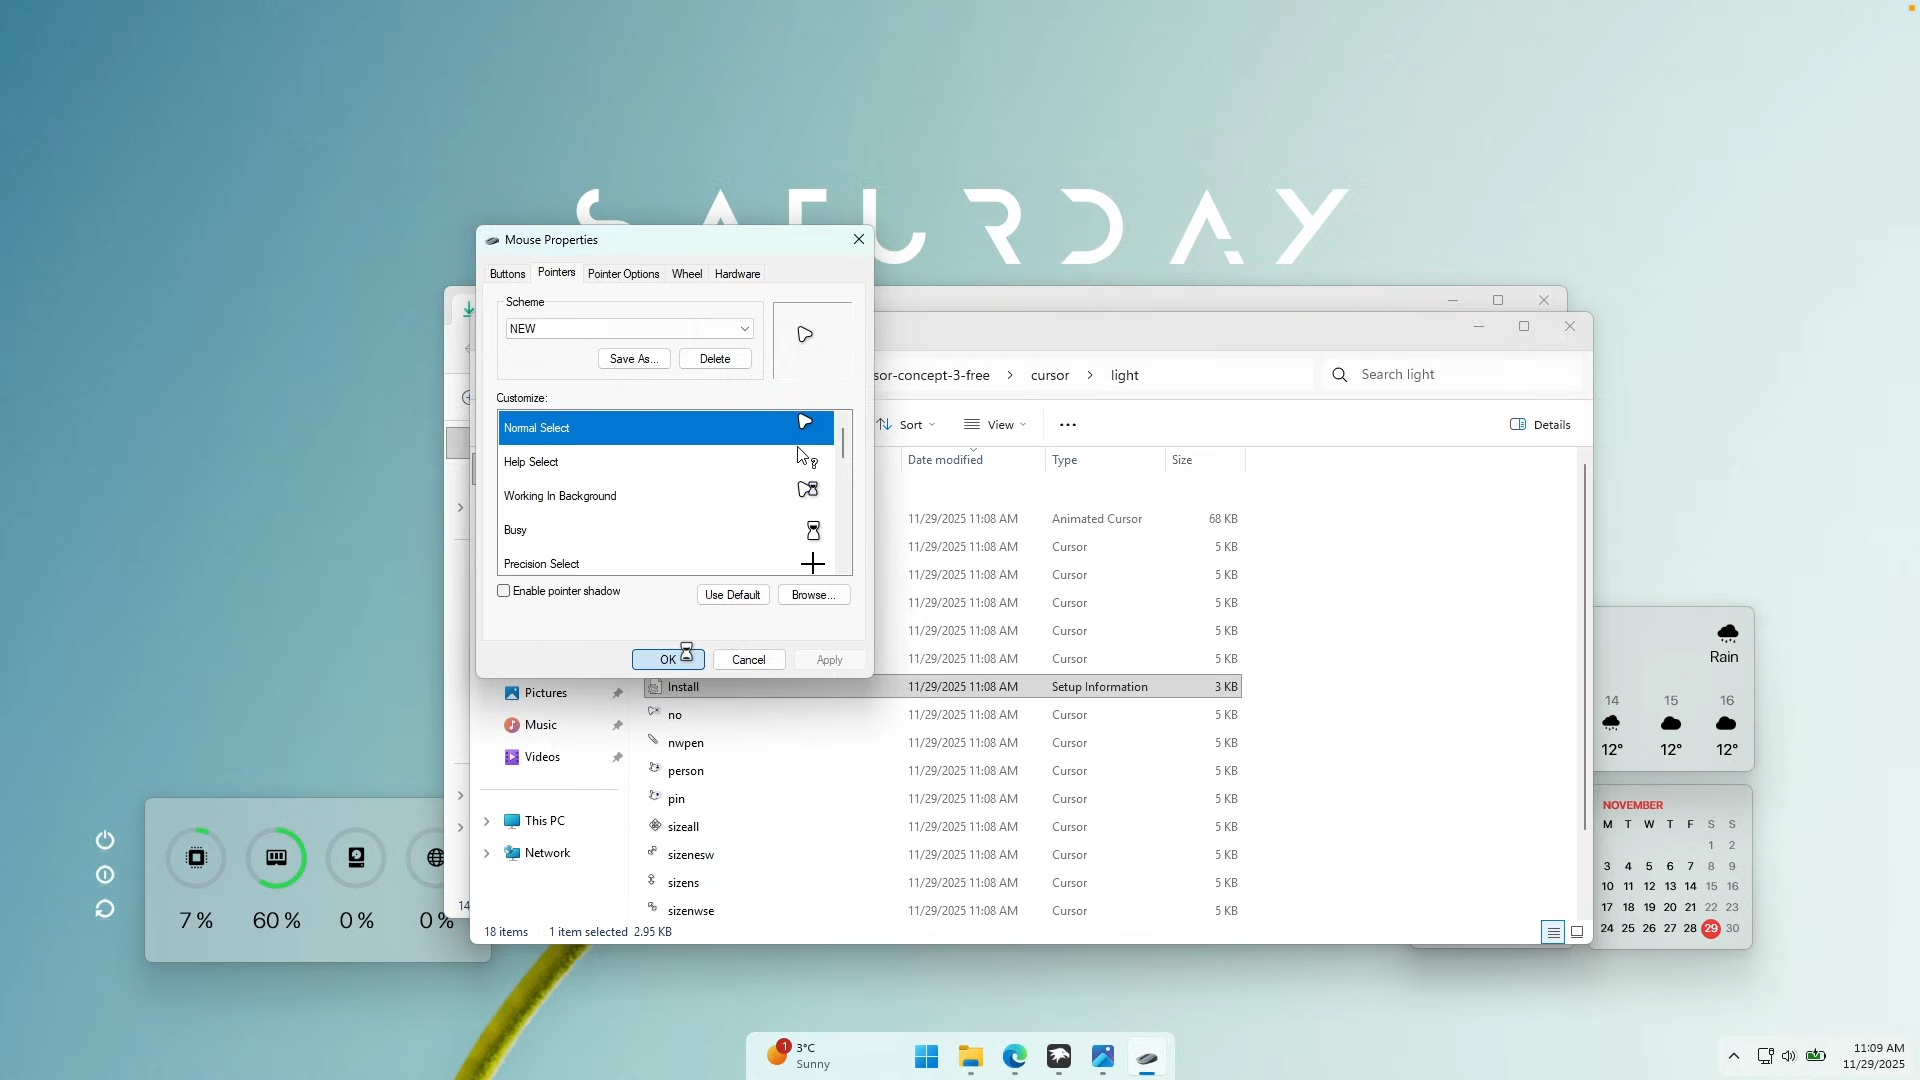 SATURDAY
Mouse Properties
Buttons
Pointers
Pointer Options
Wheel
Hardware
Scheme
NEW
Save As...
Delete
Customize:
Normal Select
Help Select
Working In Background
Busy
Precision Select
Enable pointer shadow
Use Default
Browse...
OK
Cancel
Apply
sor-concept-3-free > cursor > light
Search light
Sort
View
Details
Date modified
Type
Size
11/29/2025 11:08 AM Animated Cursor 68 KB
11/29/2025 11:08 AM Cursor 5 KB
11/29/2025 11:08 AM Cursor 5 KB
11/29/2025 11:08 AM Cursor 5 KB
11/29/2025 11:08 AM Cursor 5 KB
11/29/2025 11:08 AM Cursor 5 KB
Install 11/29/2025 11:08 AM Setup Information 3 KB
no 11/29/2025 11:08 AM Cursor 5 KB
nwpen 11/29/2025 11:08 AM Cursor 5 KB
person 11/29/2025 11:08 AM Cursor 5 KB
pin 11/29/2025 11:08 AM Cursor 5 KB
sizeall 11/29/2025 11:08 AM Cursor 5 KB
sizenesw 11/29/2025 11:08 AM Cursor 5 KB
sizens 11/29/2025 11:08 AM Cursor 5 KB
sizenwse 11/29/2025 11:08 AM Cursor 5 KB
Pictures
Music
Videos
This PC
Network
14
18 items 1 item selected 2.95 KB
7 %
60 %
0 %
0 %
Rain
14 15 16
12° 12° 12°
NOVEMBER
M T W T F S S
1 2
3 4 5 6 7 8 9
10 11 12 13 14 15 16
17 18 19 20 21 22 23
24 25 26 27 28 29 30
1
3°C
Sunny
11:09 AM
11/29/2025